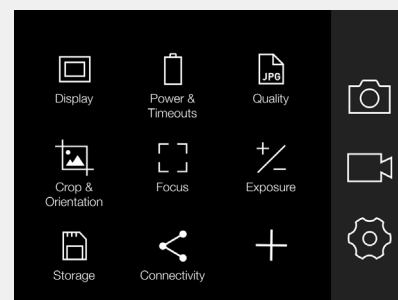 Display
Power &
Timeouts
JPG
Quality
Crop &
Orientation
Focus
Exposure
Storage
Connectivity